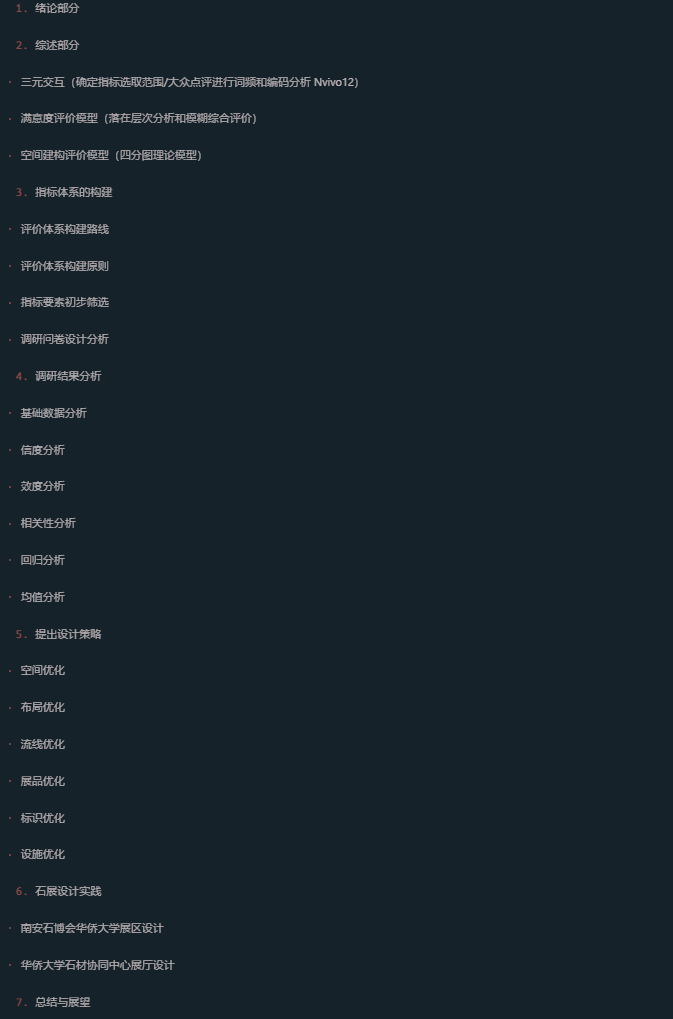 1. 绪论部分
2. 综述部分
· 三元交互（确定指标选取范围/大众点评进行词频和编码分析 Nvivo12）
· 满意度评价模型（落在层次分析和模糊综合评价）
· 空间建构评价模型（四分图理论模型）
3. 指标体系的构建
· 评价体系构建路线
· 评价体系构建原则
· 指标要素初步筛选
· 调研问卷设计分析
4. 调研结果分析
· 基础数据分析
· 信度分析
· 效度分析
· 相关性分析
· 回归分析
· 均值分析
5. 提出设计策略
· 空间优化
· 布局优化
· 流线优化
· 展品优化
· 标识优化
· 设施优化
6. 石展设计实践
· 南安石博会华侨大学展区设计
· 华侨大学石材协同中心展厅设计
7. 总结与展望